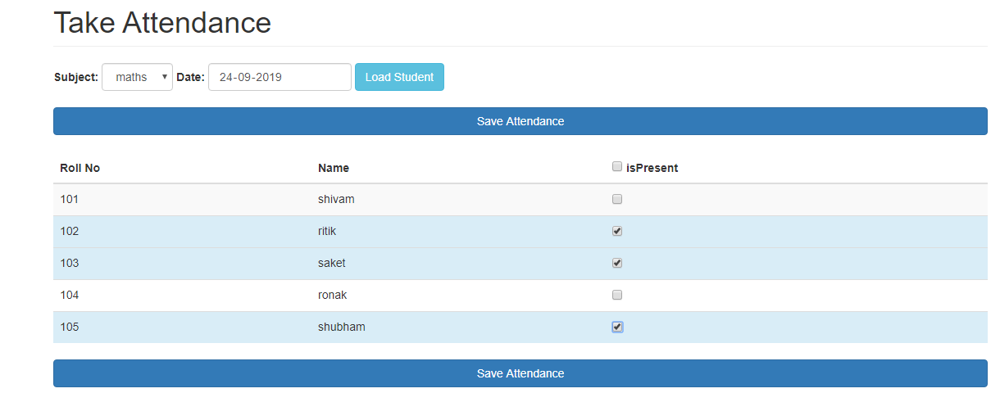 Take Attendance
Subject: maths Date: 24-09-2019 Load Student
Save Attendance
Roll No Name isPresent
101 shivam
102 ritik
103 saket
104 ronak
105 shubham
Save Attendance